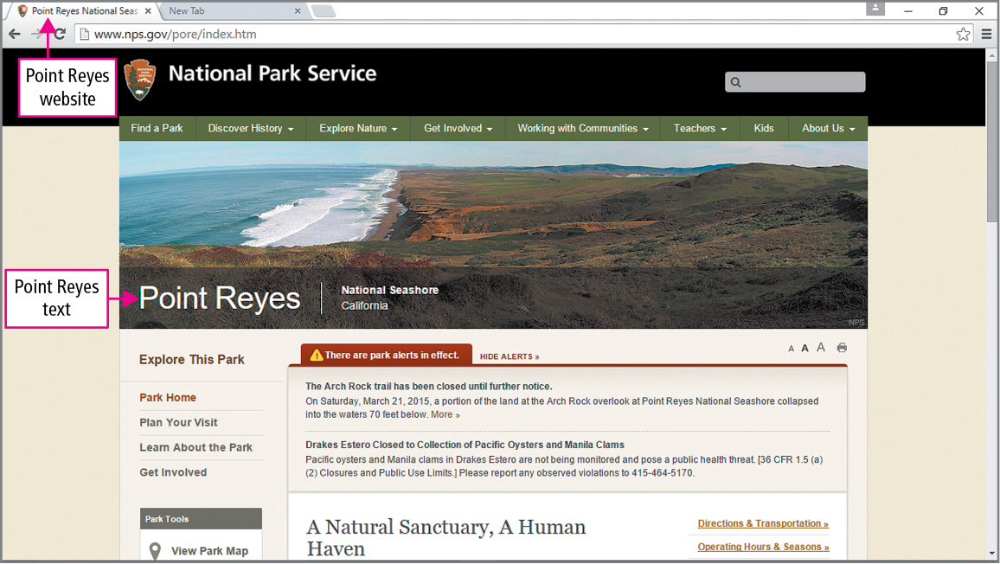 Point Reyes National Seas
New Tab
www.nps.gov/pore/index.htm
Point Reyes
website
NATIONAL
PARK
SERVICE
National Park Service
Find a Park
Discover History
Explore Nature
Get Involved
Working with Communities
Teachers
Kids
About Us
Point Reyes
text
Point Reyes
National Seashore
California
NPS
Explore This Park
Park Home
Plan Your Visit
Learn About the Park
Get Involved
Park Tools
View Park Map
There are park alerts in effect.
HIDE ALERTS »
A A A
The Arch Rock trail has been closed until further notice.
On Saturday, March 21, 2015, a portion of the land at the Arch Rock overlook at Point Reyes National Seashore collapsed
into the waters 70 feet below. More »
Drakes Estero Closed to Collection of Pacific Oysters and Manila Clams
Pacific oysters and Manila clams in Drakes Estero are not being monitored and pose a public health threat. [36 CFR 1.5 (a)
(2) Closures and Public Use Limits.] Please report any observed violations to 415-464-5170.
A Natural Sanctuary, A Human
Haven
Directions & Transportation »
Operating Hours & Seasons »